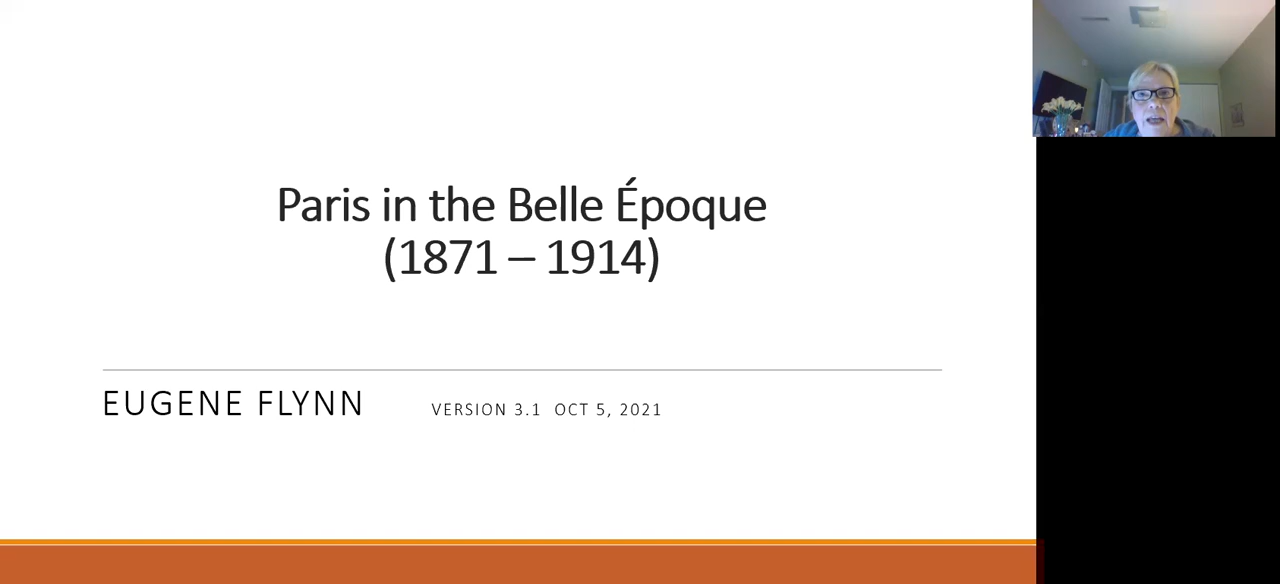 Paris in the Belle Époque
(1871 – 1914)
EUGENE FLYNN VERSION 3.1 OCT 5, 2021